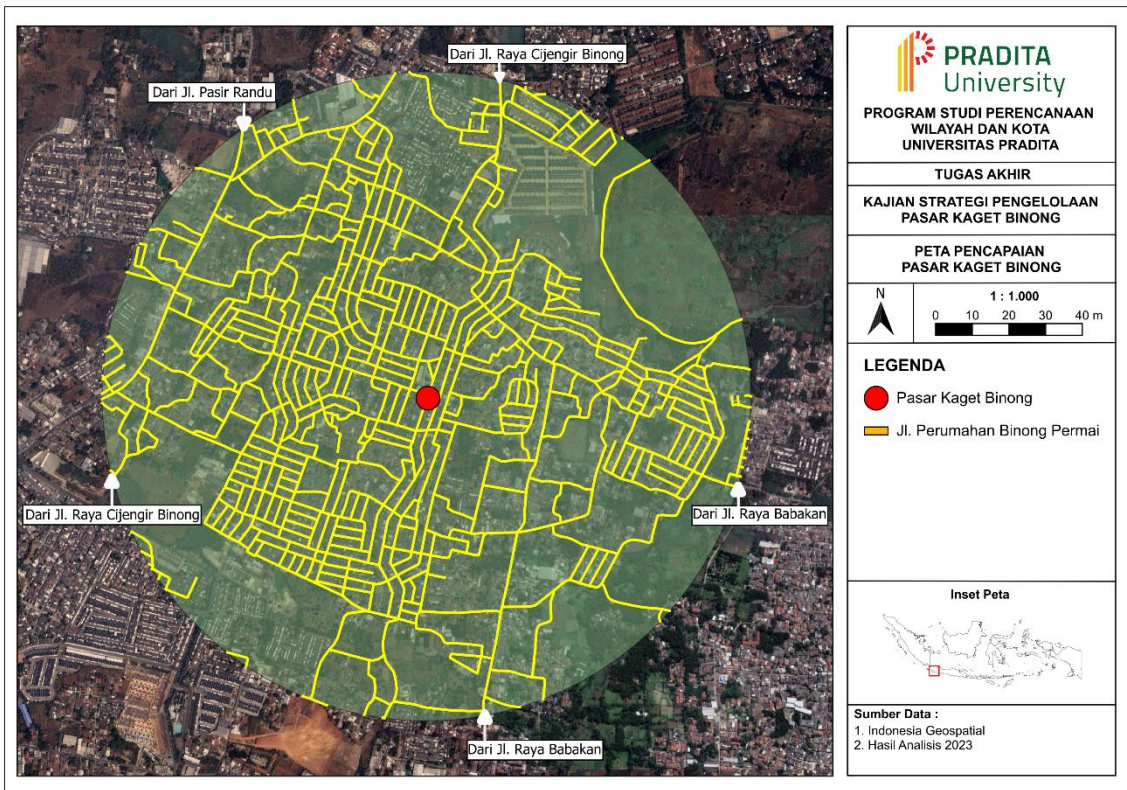 Dari Jl. Raya Cijengir Binong
Dari Jl. Pasir Randu
Dari Jl. Raya Cijengir Binong
Dari Jl. Raya Babakan
Dari Jl. Raya Babakan
PRADITA
University
PROGRAM STUDI PERENCANAAN
WILAYAH DAN KOTA
UNIVERSITAS PRADITA
TUGAS AKHIR
KAJIAN STRATEGI PENGELOLAAN
PASAR KAGET BINONG
PETA PENCAPAIAN
PASAR KAGET BINONG
N
1 : 1.000
0 10 20 30 40 m
LEGENDA
Pasar Kaget Binong
Jl. Perumahan Binong Permai
Inset Peta
Sumber Data :
1. Indonesia Geospatial
2. Hasil Analisis 2023